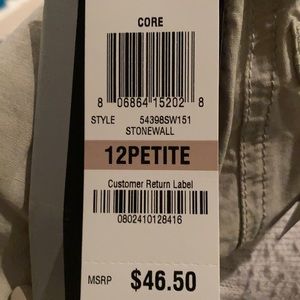 CORE
8 06864 15202 8
STYLE 54398SW151
STONEWALL
12PETITE
Customer Return Label
0802410128416
MSRP $46.50